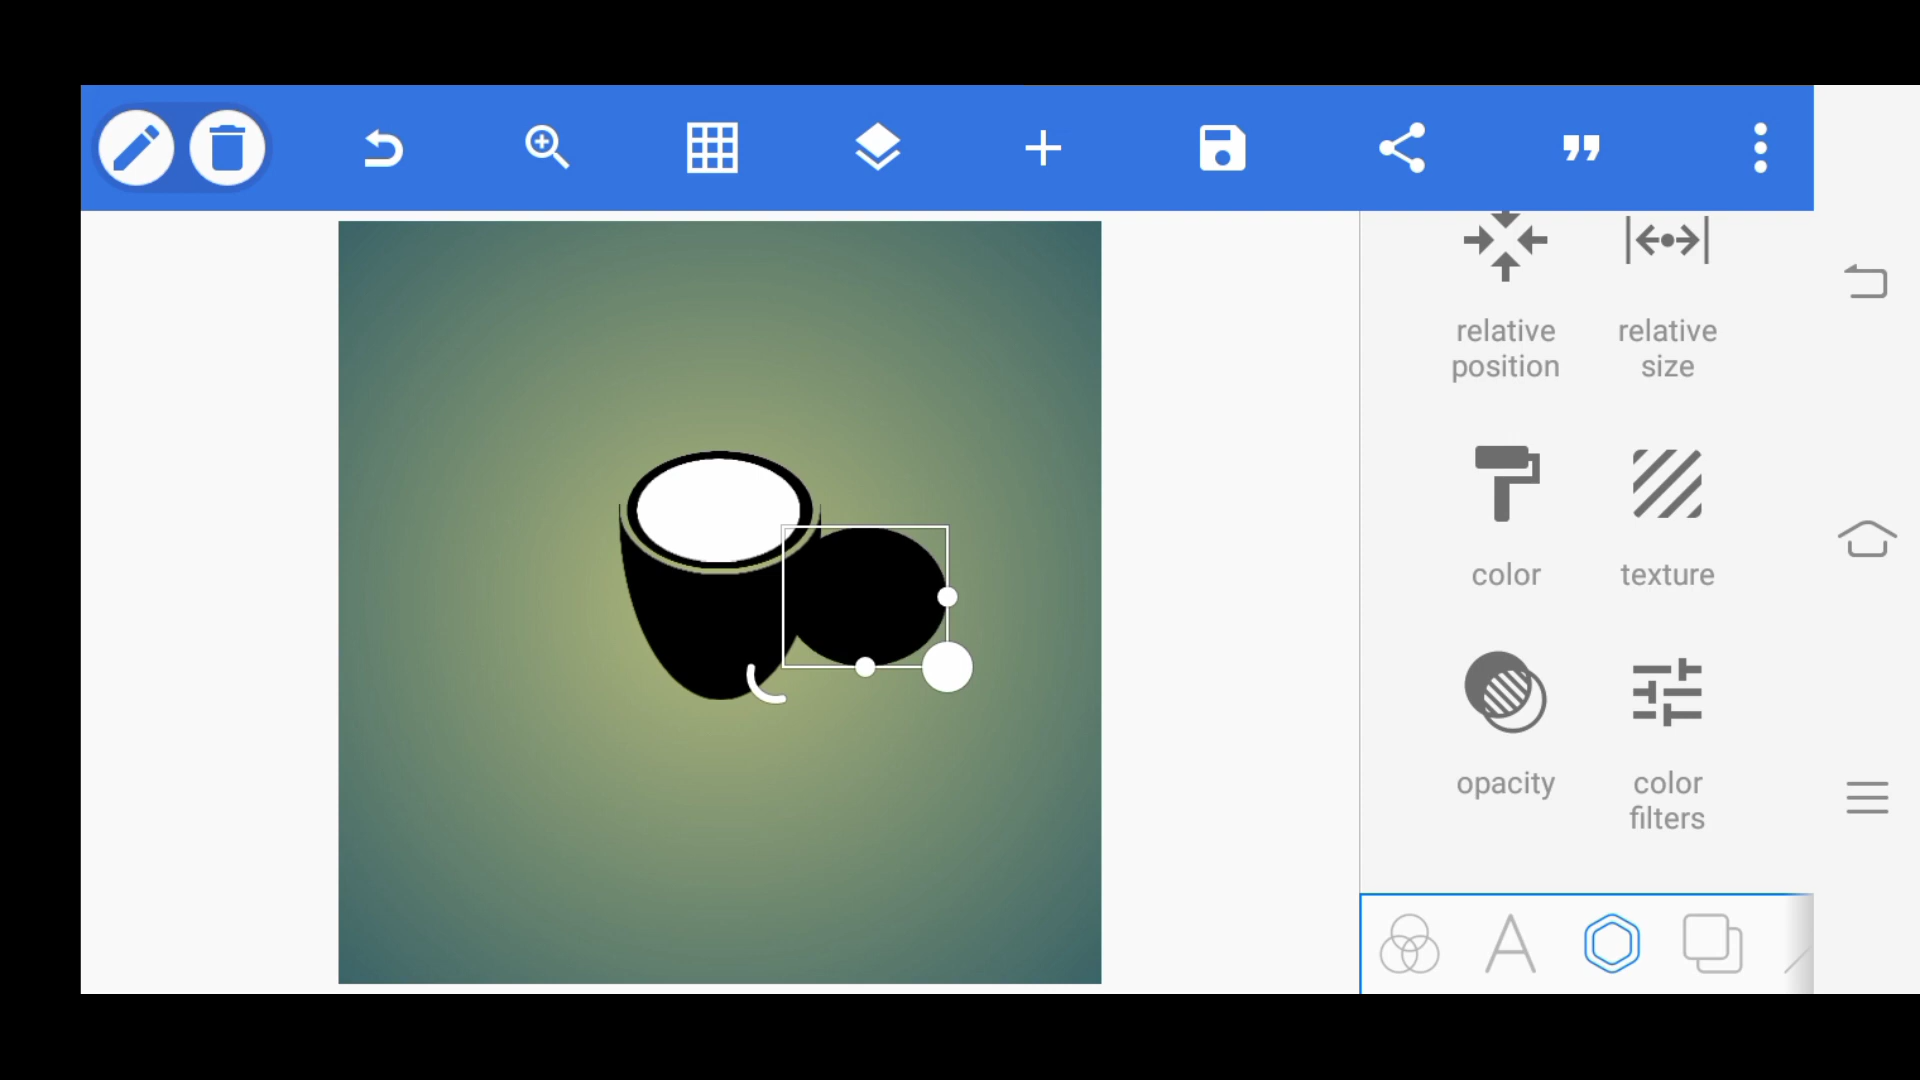 relative
position
relative
size
color
texture
opacity
color
filters